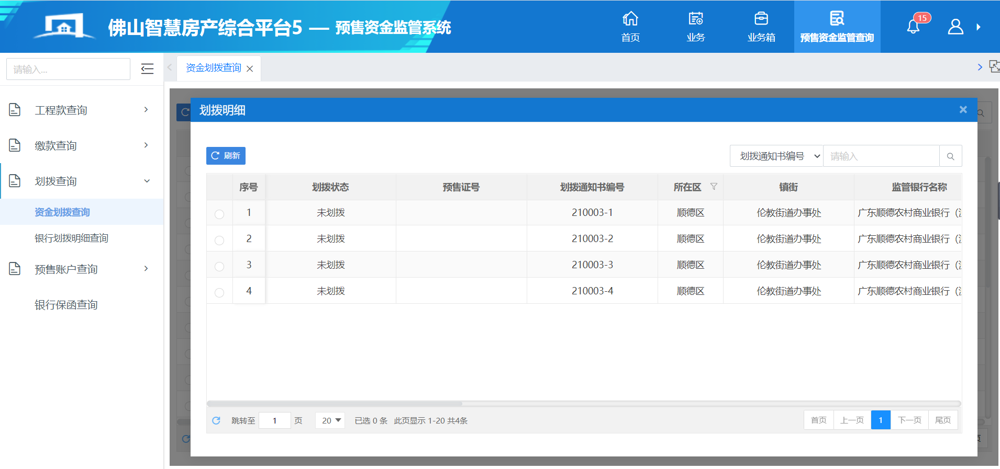 佛山智慧房产综合平台5 — 预售资金监管系统
首页
业务
业务箱
预售资金监管查询
15
请输入...
资金划拨查询
工程款查询
缴款查询
划拨查询
资金划拨查询
银行划拨明细查询
预售账户查询
银行保函查询
划拨明细
刷新
划拨通知书编号
请输入
序号 划拨状态 预售证号 划拨通知书编号 所在区 镇街 监管银行名称
1 未划拨 210003-1 顺德区 伦教街道办事处 广东顺德农村商业银行（
2 未划拨 210003-2 顺德区 伦教街道办事处 广东顺德农村商业银行（
3 未划拨 210003-3 顺德区 伦教街道办事处 广东顺德农村商业银行（
4 未划拨 210003-4 顺德区 伦教街道办事处 广东顺德农村商业银行（
跳转至 1 页 20 已选 0 条 此页显示 1-20 共4条
首页 上一页 1 下一页 尾页